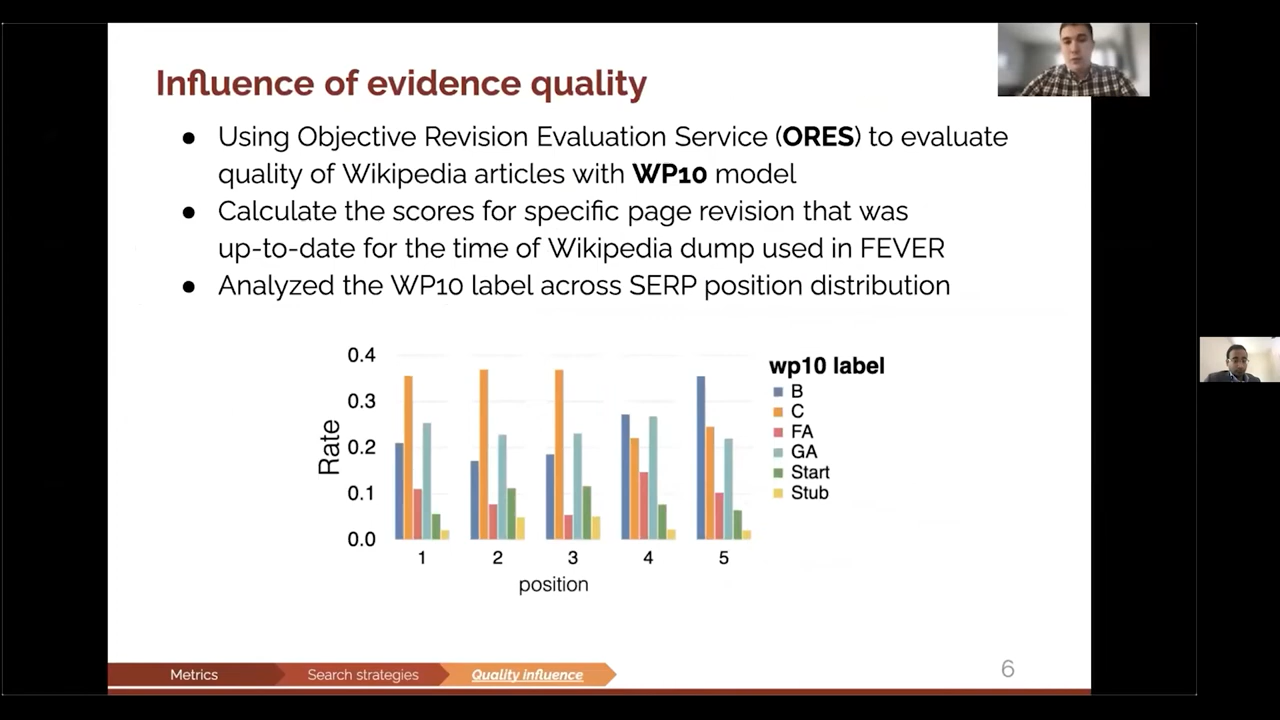 Influence of evidence quality
● Using Objective Revision Evaluation Service (ORES) to evaluate
quality of Wikipedia articles with WP10 model
● Calculate the scores for specific page revision that was
up-to-date for the time of Wikipedia dump used in FEVER
● Analyzed the WP10 label across SERP position distribution
0.4
0.3
0.2
0.1
0.0
Rate
1 2 3 4 5
position
wp10 label
B
C
FA
GA
Start
Stub
Metrics Search strategies Quality influence
6